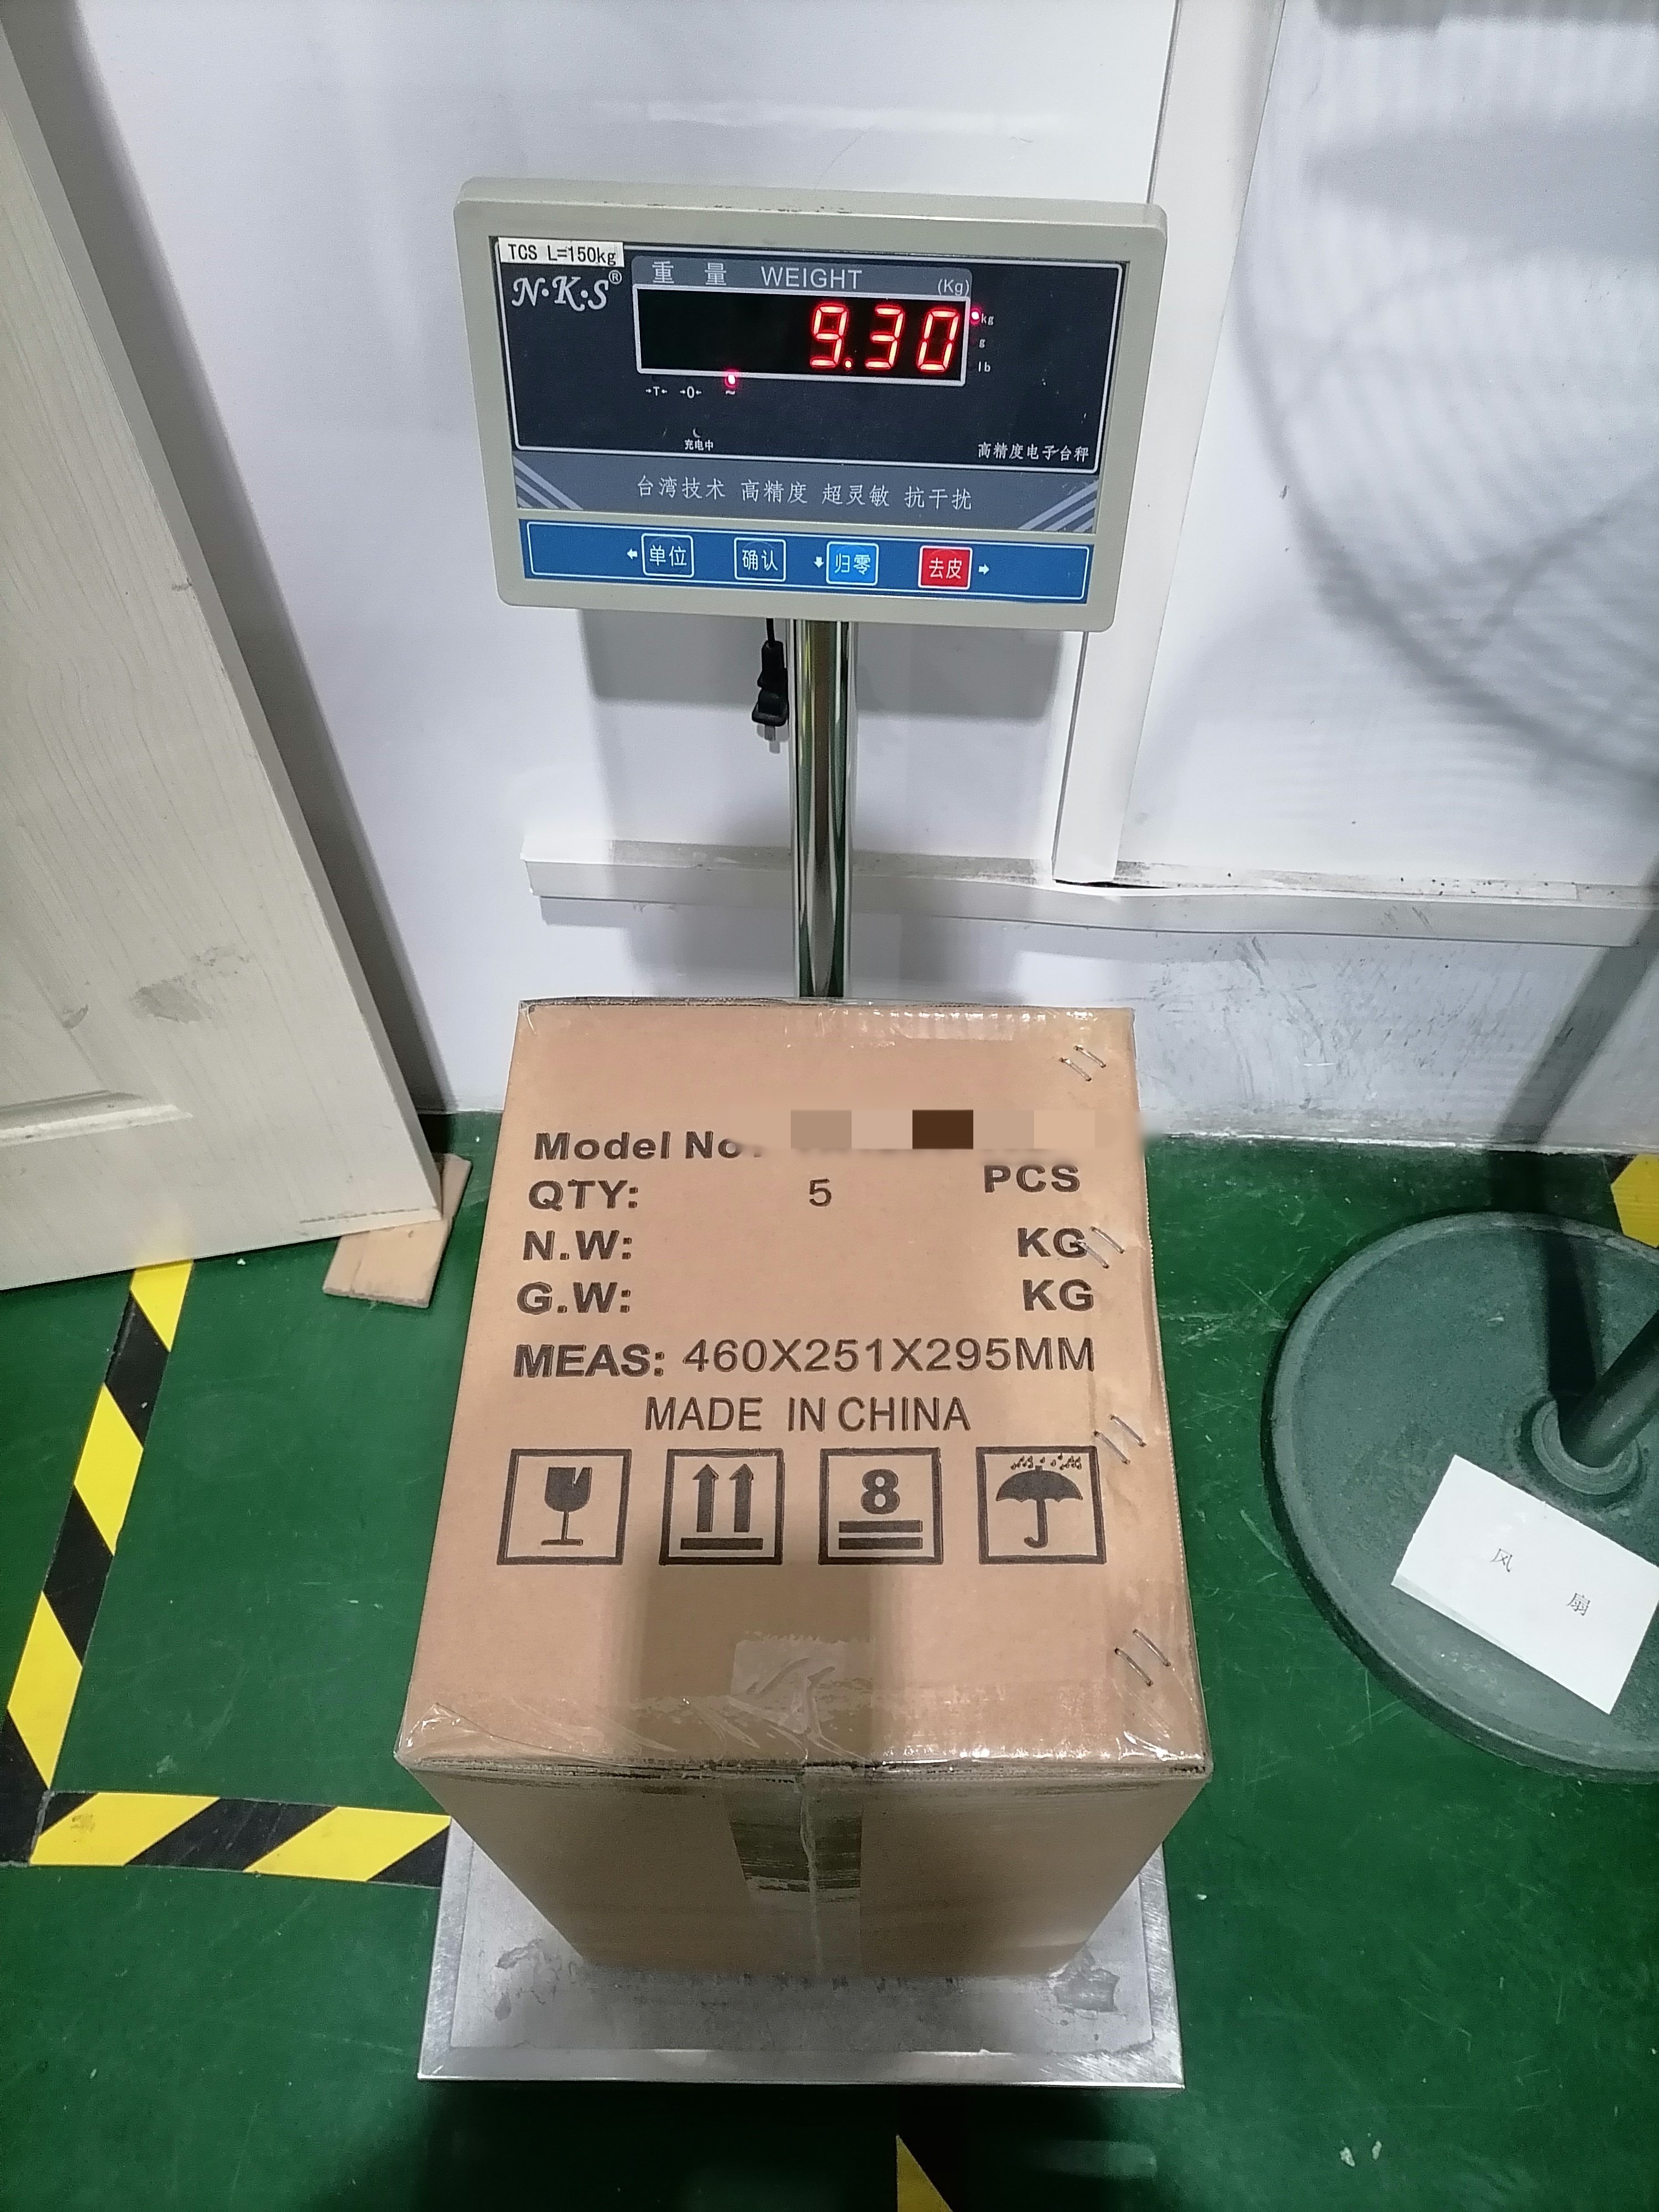 TCS L=150kg
N·K·S®
重 量 WEIGHT (Kg)
9.30
kg
g
lb
→T← →0← ~
充电中
高精度电子台秤
台湾技术 高精度 超灵敏 抗干扰
单位 确认 归零 去皮
Model No:
QTY: 5 PCS
N.W: KG
G.W: KG
MEAS: 460X251X295MM
MADE IN CHINA
8
风 扇